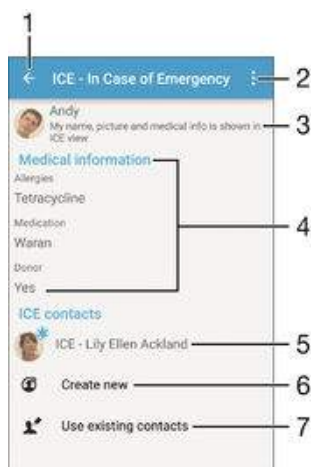 1
ICE - In Case of Emergency
2
Andy
My name, picture and medical info is shown in
ICE view
3
Medical information
Allergies
Tetracycline
Medication
Waran
4
Donor
Yes
ICE contacts
ICE - Lily Ellen Ackland
5
Create new
6
Use existing contacts
7